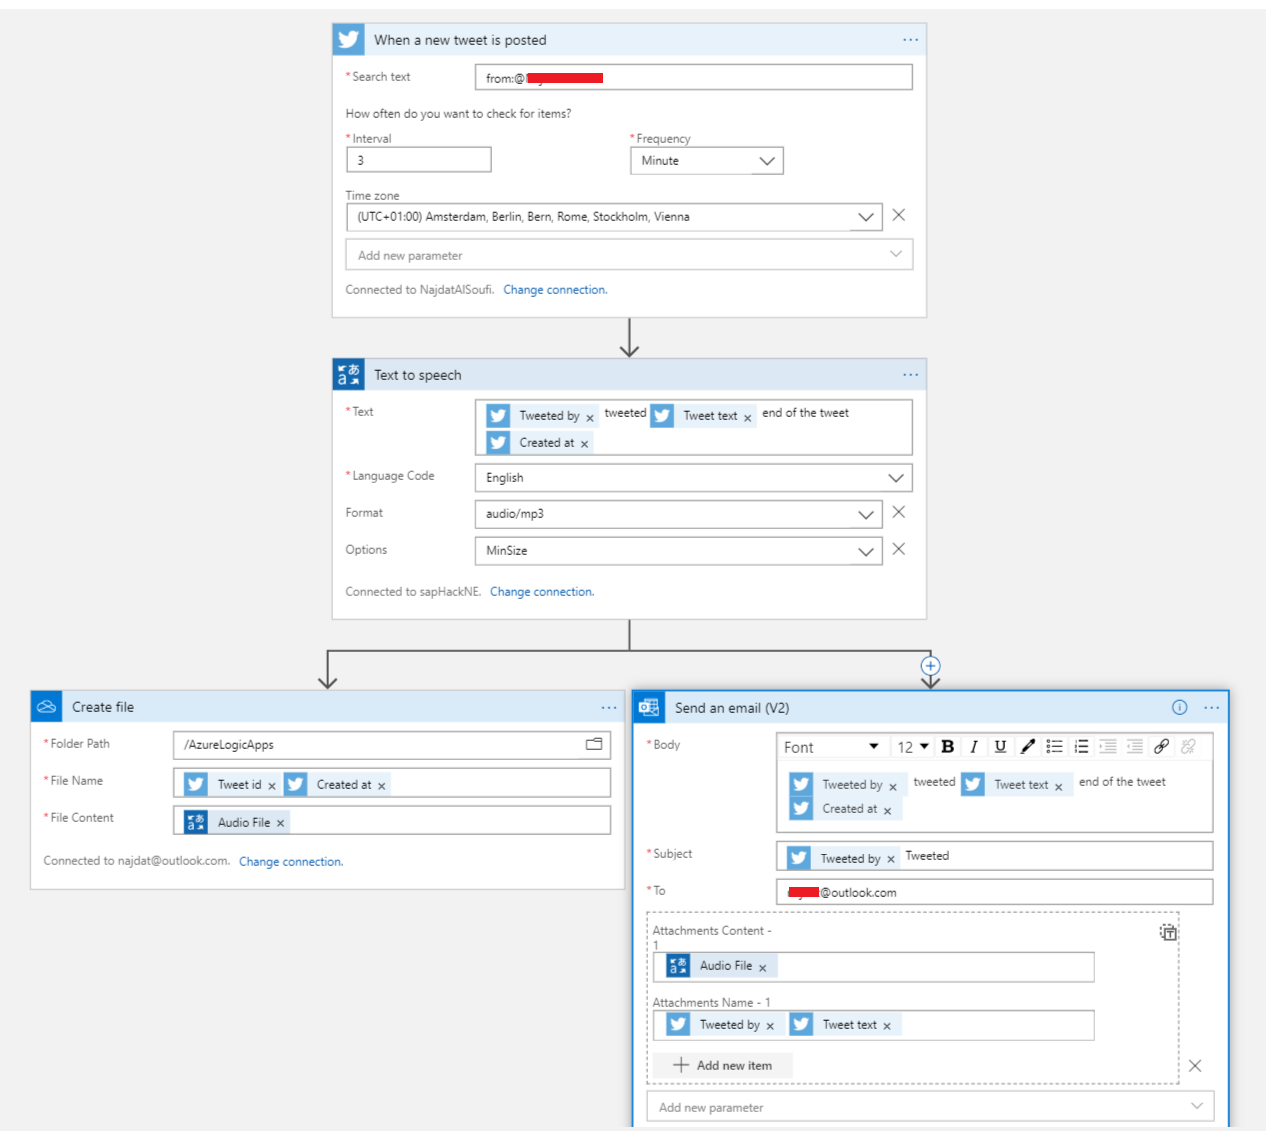 When a new tweet is posted
* Search text
from:@
How often do you want to check for items?
* Interval
* Frequency
3
Minute
Time zone
(UTC+01:00) Amsterdam, Berlin, Bern, Rome, Stockholm, Vienna
Add new parameter
Connected to NajdatAlSoufi. Change connection.
Text to speech
* Text
Tweeted by × tweeted Tweet text × end of the tweet
Created at ×
* Language Code
English
Format
audio/mp3
Options
MinSize
Connected to sapHackNE. Change connection.
Create file
* Folder Path
/AzureLogicApps
* File Name
Tweet id × Created at ×
* File Content
Audio File ×
Connected to najdat@outlook.com. Change connection.
Send an email (V2)
* Body
Font 12 B I U
Tweeted by × tweeted Tweet text × end of the tweet
Created at ×
* Subject
Tweeted by × Tweeted
* To
@outlook.com
Attachments Content -
1
Audio File ×
Attachments Name - 1
Tweeted by × Tweet text ×
Add new item
Add new parameter